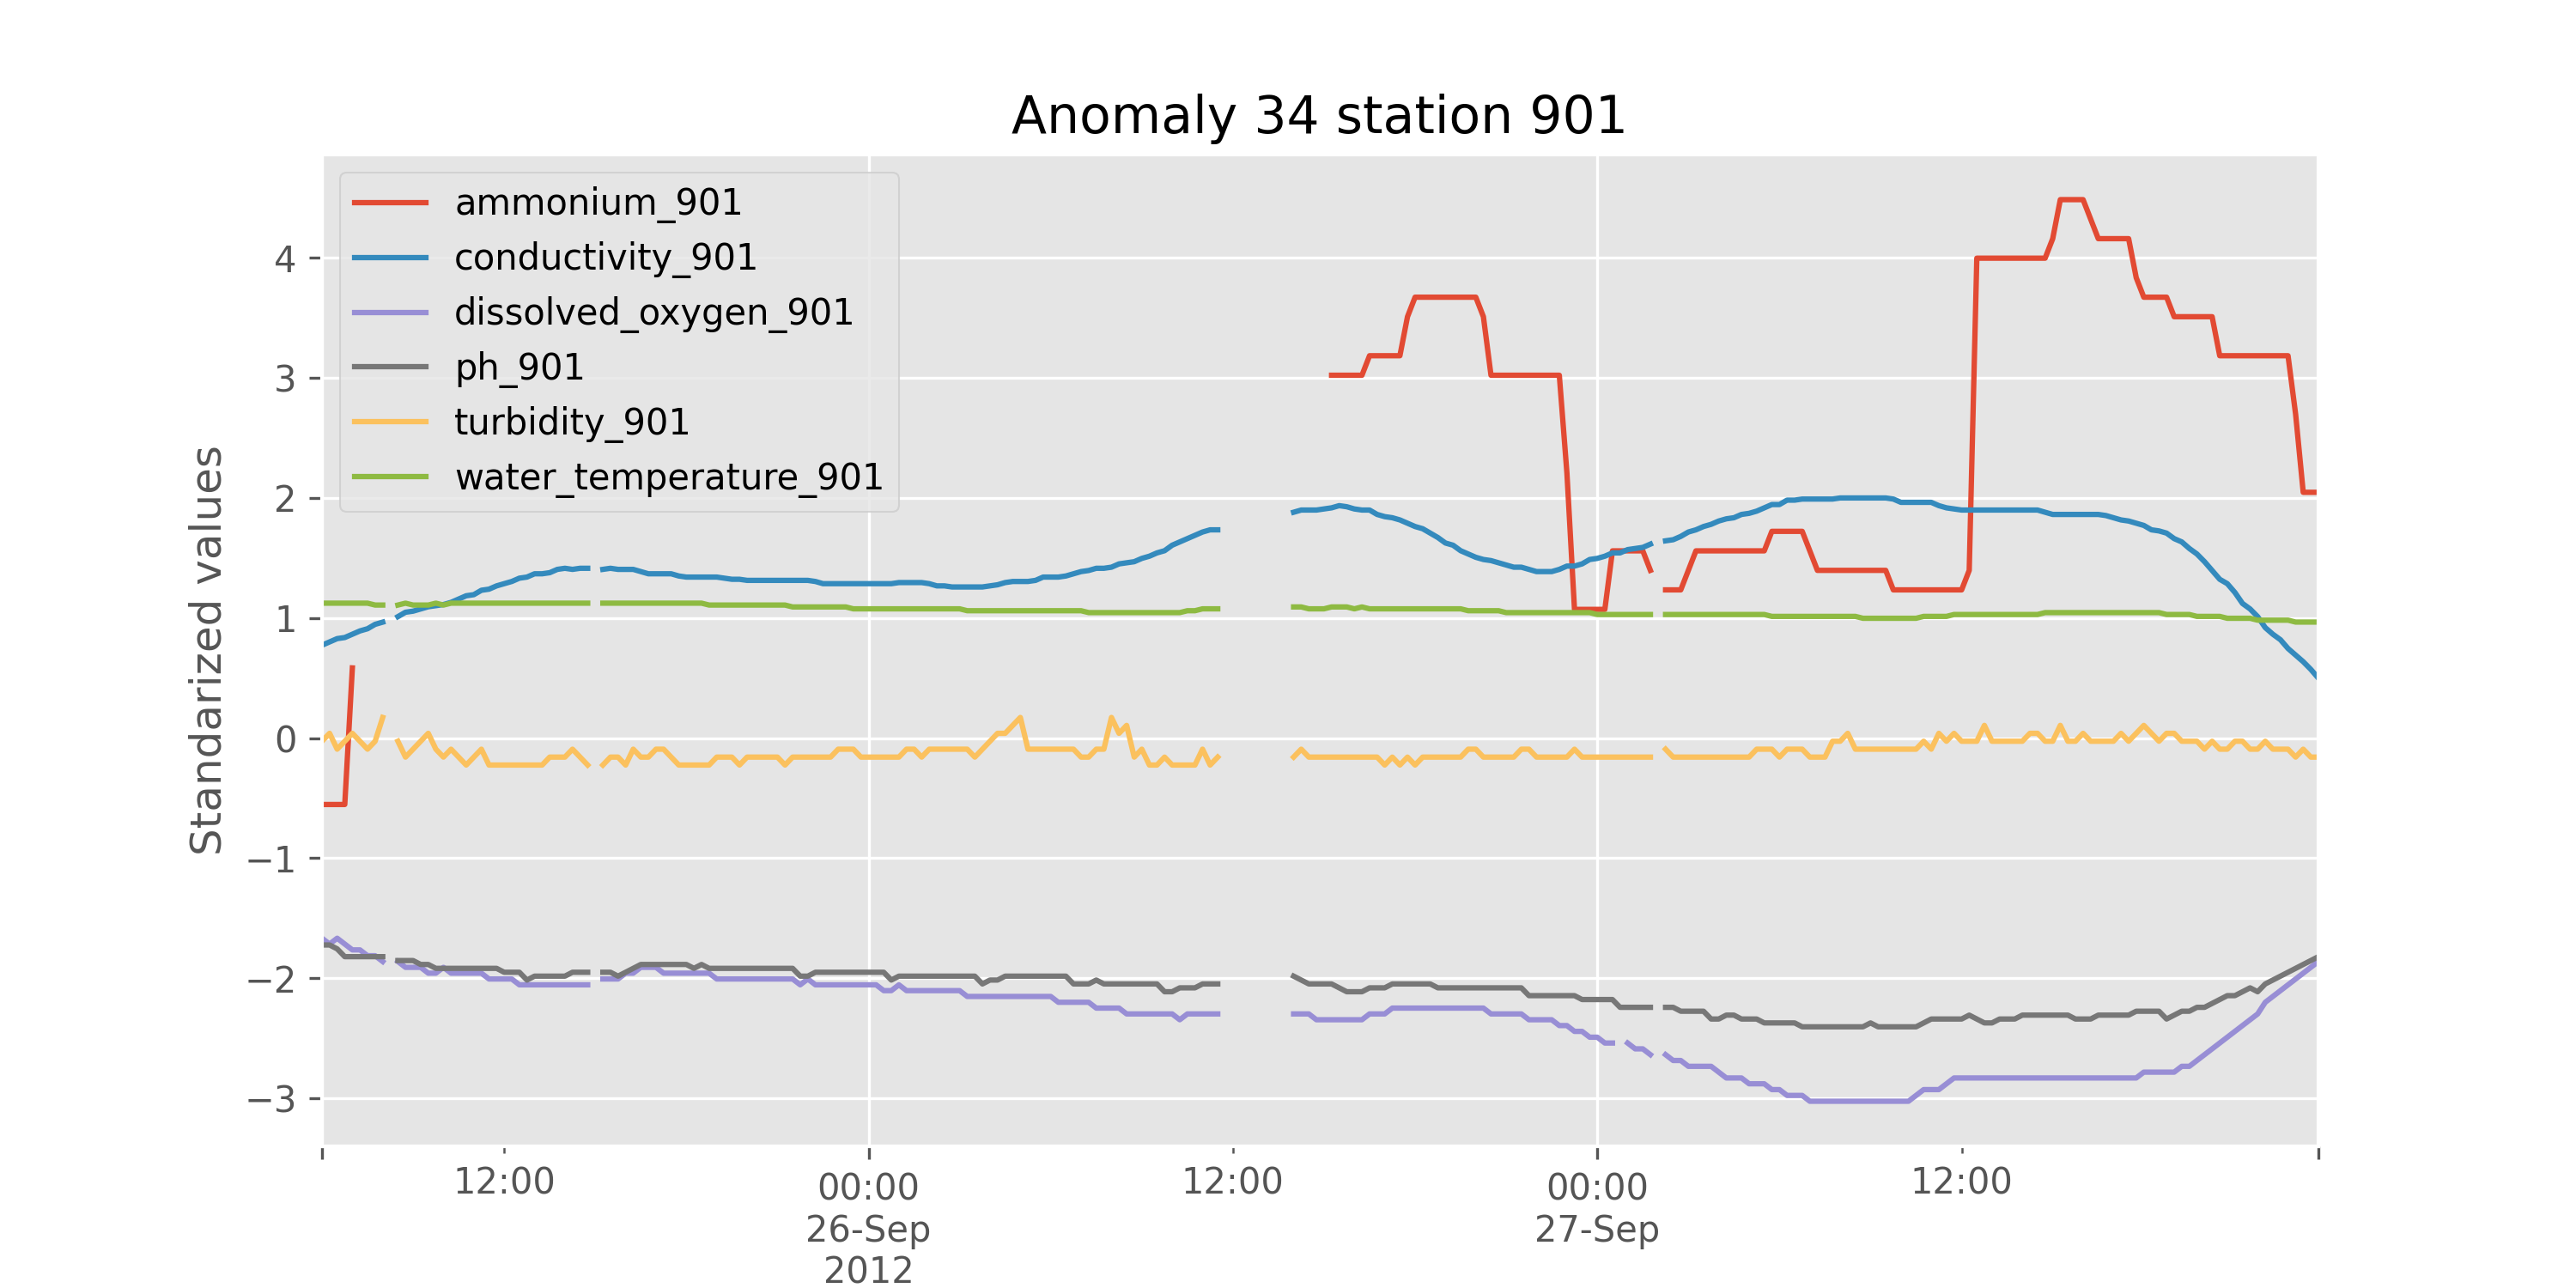 Anomaly 34 station 901
ammonium_901
conductivity_901
dissolved_oxygen_901
ph_901
turbidity_901
water_temperature_901
Standarized values
4
3
2
1
0
−1
−2
−3
12:00
00:00
26-Sep
2012
12:00
00:00
27-Sep
12:00